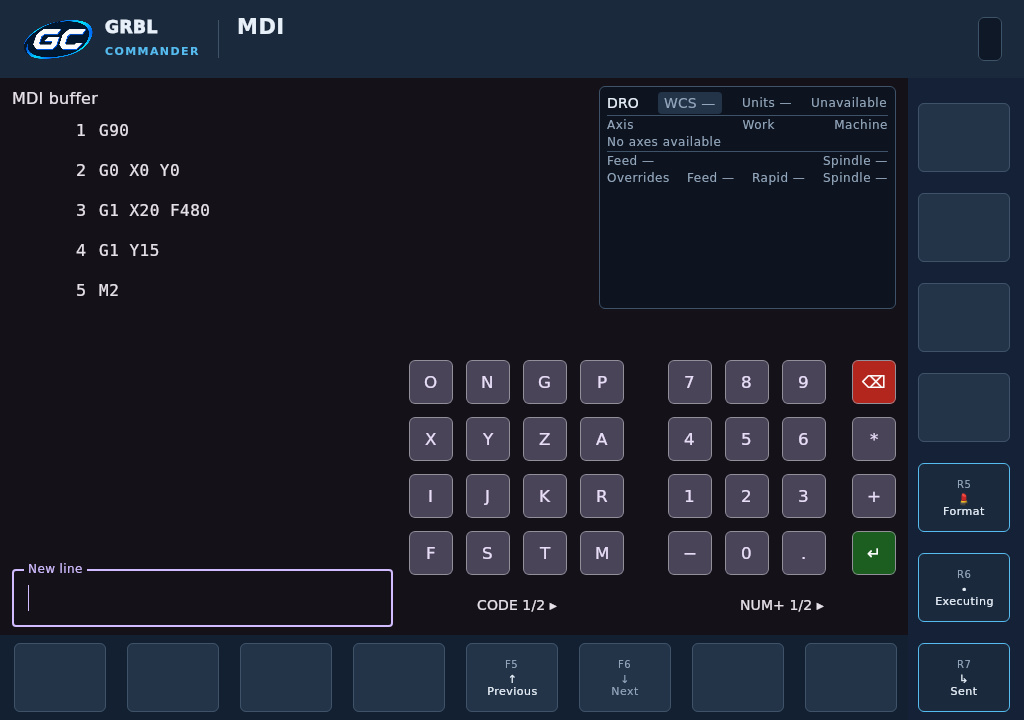 GC
GRBL
COMMANDER
MDI
MDI buffer
1 G90
2 G0 X0 Y0
3 G1 X20 F480
4 G1 Y15
5 M2
DRO WCS — Units — Unavailable
Axis Work Machine
No axes available
Feed — Spindle —
Overrides Feed — Rapid — Spindle —
O N G P 7 8 9 ⌫
X Y Z A 4 5 6 *
I J K R 1 2 3 +
F S T M − 0 . ↵
New line
CODE 1/2 ▸ NUM+ 1/2 ▸
R5
Format
R6
•
Executing
R7
↳
Sent
F5
↑
Previous
F6
↓
Next